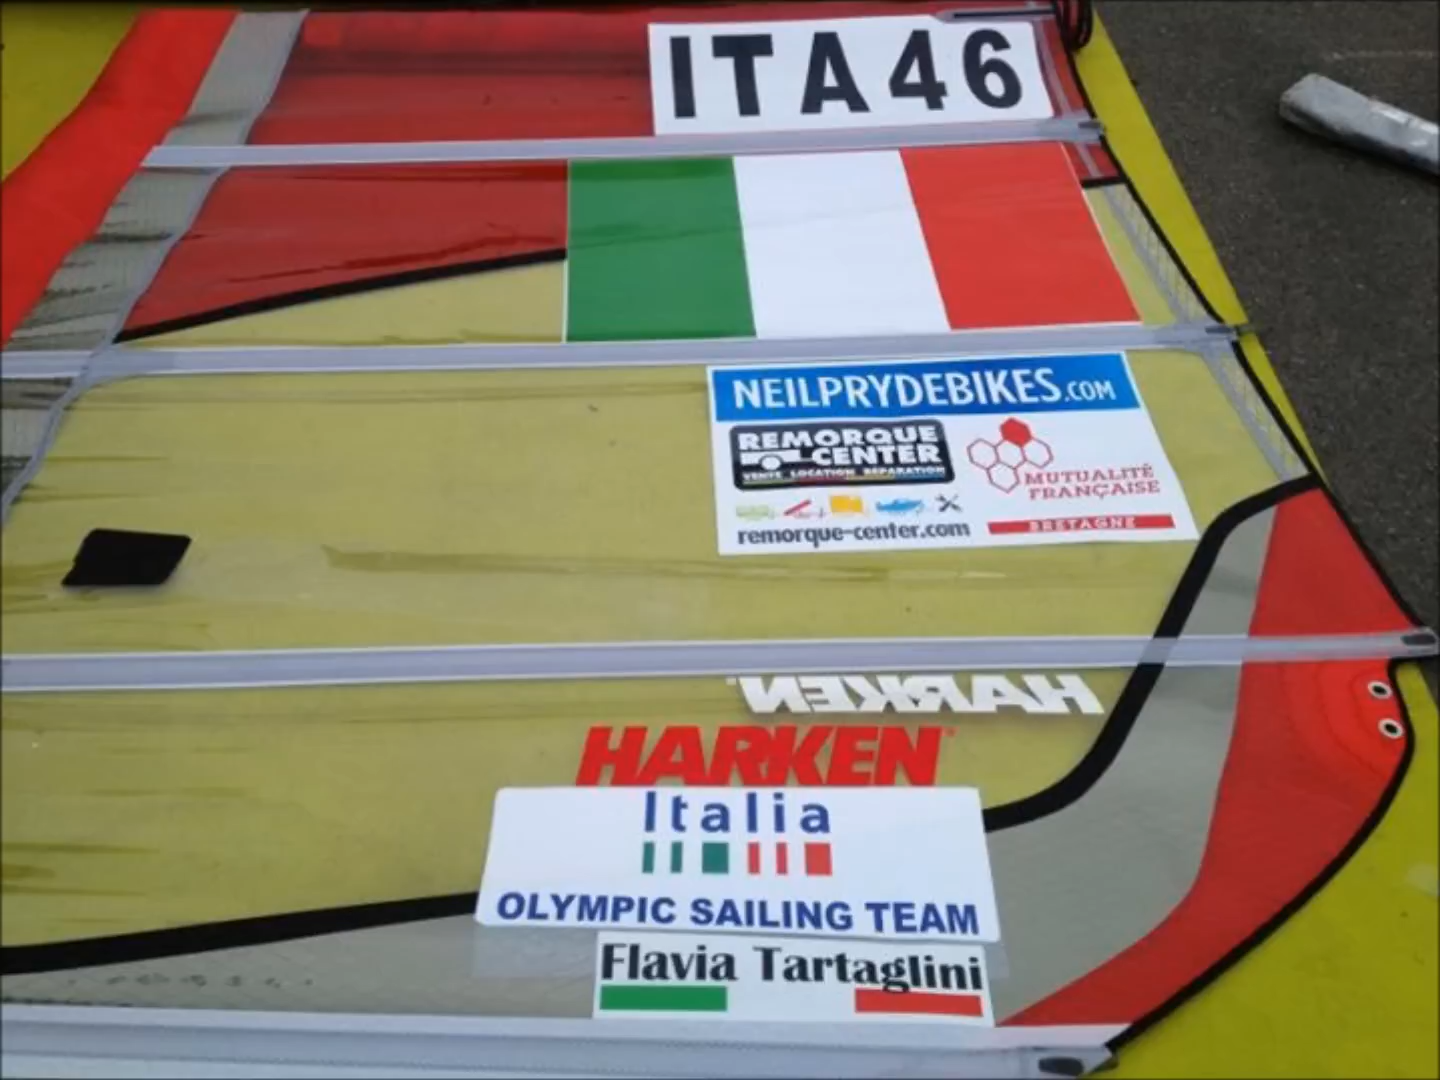 ITA46
NEILPRYDEBIKES.COM
REMORQUE
CENTER
VENTE LOCATION REPARATION
remorque-center.com
MUTUALITÉ
FRANÇAISE
BRETAGNE
HARKEN
HARKEN
Italia
OLYMPIC SAILING TEAM
Flavia Tartaglini